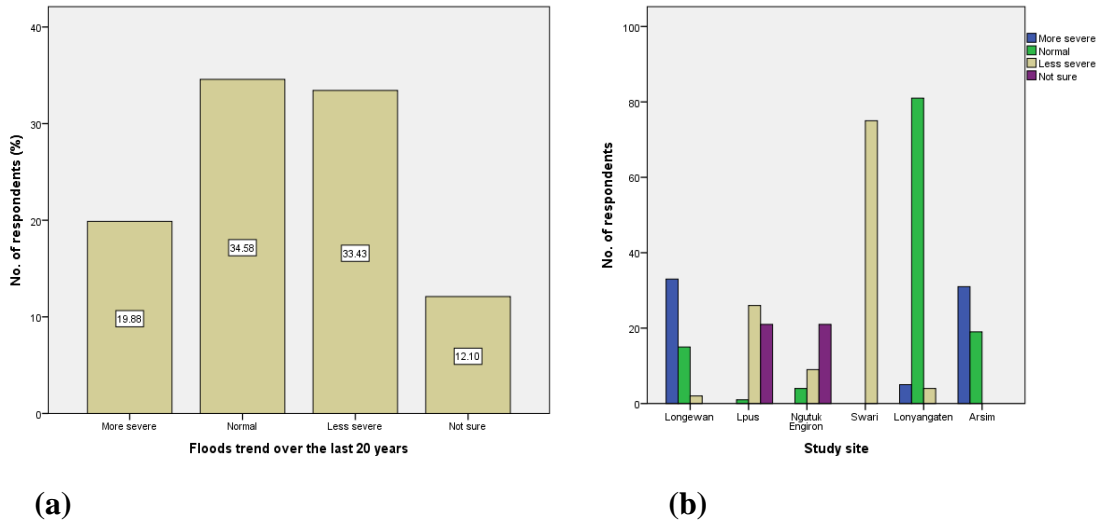 No. of respondents (%)
40
30
20
10
0
19.88
34.58
33.43
12.10
More severe
Normal
Less severe
Not sure
Floods trend over the last 20 years
(a)
No. of respondents
100
80
60
40
20
0
More severe
Normal
Less severe
Not sure
Longewan
Lpus
Ngutuk
Engiron
Swari
Lonyangaten
Arsim
Study site
(b)